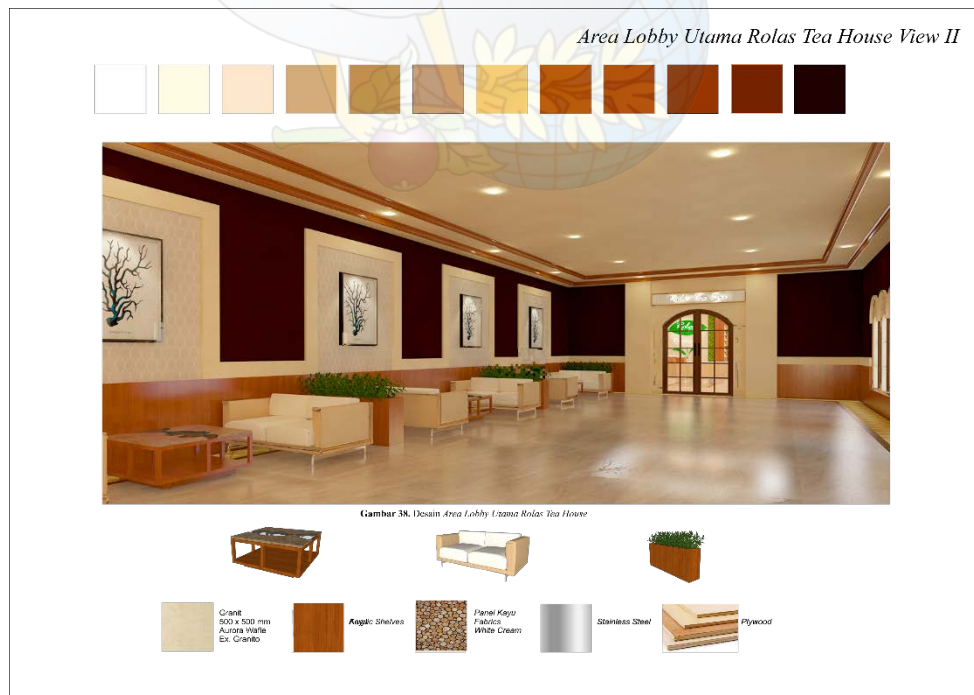 Area Lobby Utama Rolas Tea House View II
Gambar 38. Desain Area Lobby Utama Rolas Tea House
Granit
600 x 500 mm
Aurora Wafle
Ex. Granito
Shelves
Panel Kayu
Fabrics
White Cream
Stainless Steel
Plywood